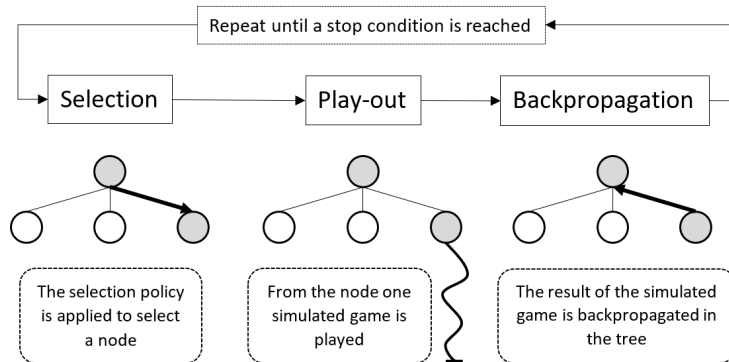 Repeat until a stop condition is reached
Selection
Play-out
Backpropagation
The selection policy
is applied to select
a node
From the node one
simulated game is
played
The result of the simulated
game is backpropagated in
the tree